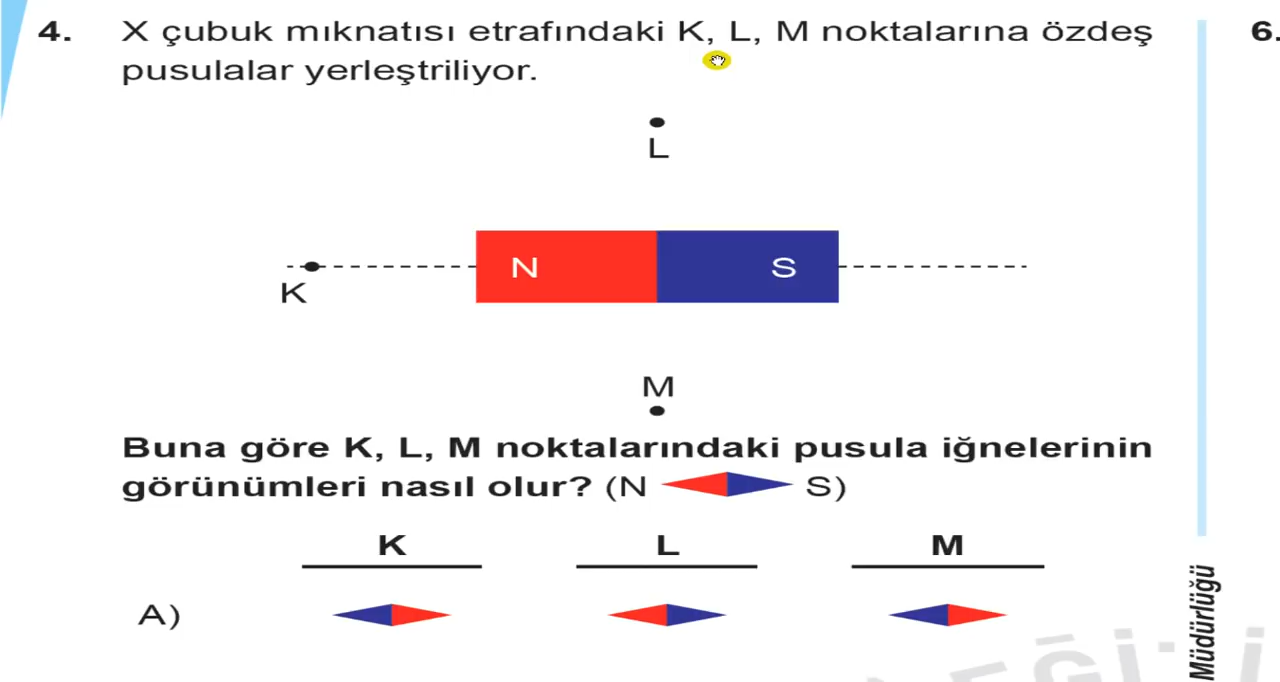 4. X çubuk mıknatısı etrafındaki K, L, M noktalarına özdeş
pusulalar yerleştriliyor.
L
N S
K
M
Buna göre K, L, M noktalarındaki pusula iğnelerinin
görünümleri nasıl olur? (N S)
K L M
A)
6.
Müdürlüğü